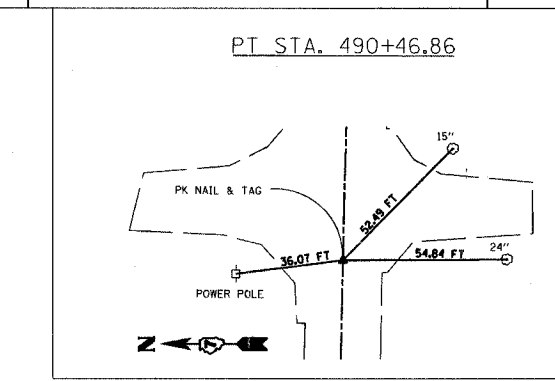 PT STA. 490+46.86
15"
PK NAIL & TAG
52.49 FT
36.07 FT
54.84 FT
24"
POWER POLE
N